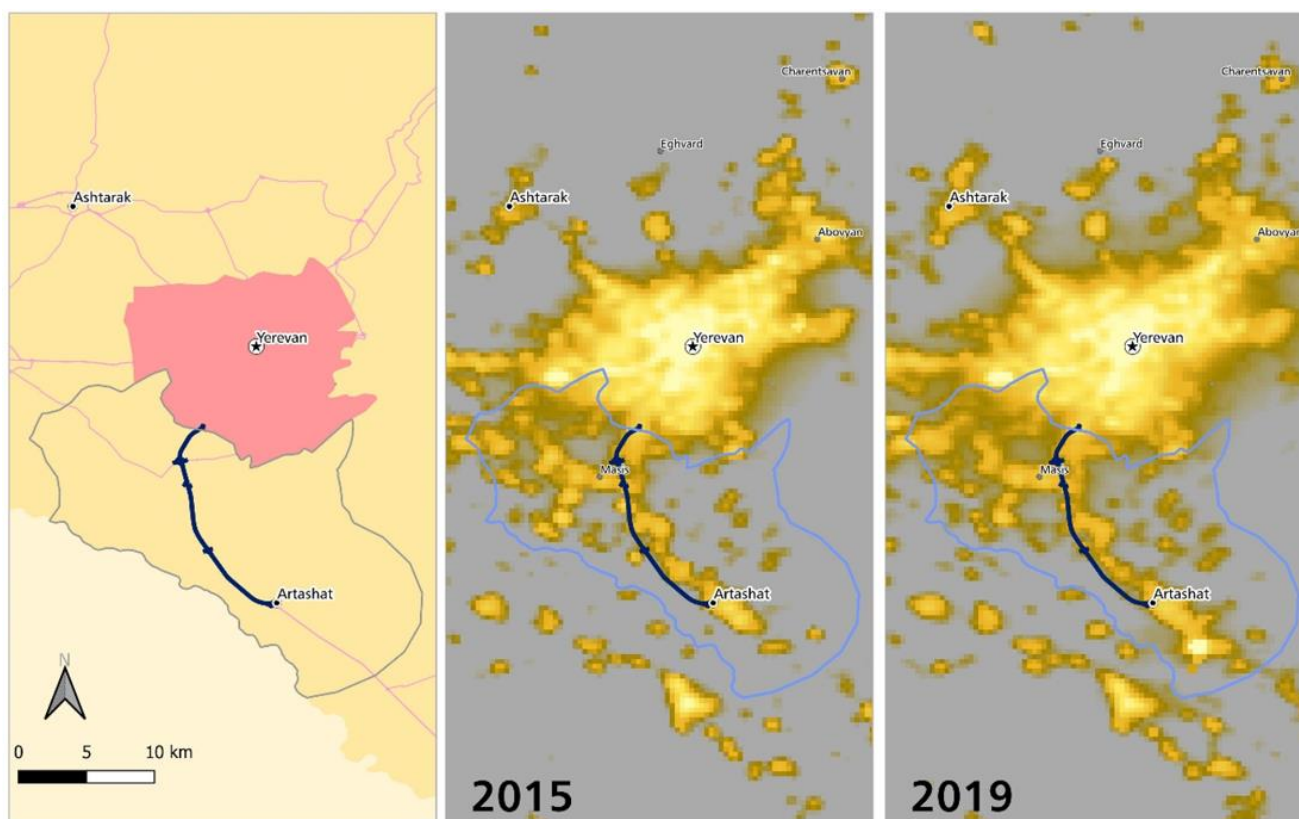 Ashtarak
Yerevan
Artashat
N
0 5 10 km
Charentsavan
Eghvard
Ashtarak
Abovyan
Yerevan
Masis
Artashat
2015
Charentsavan
Eghvard
Ashtarak
Abovyan
Yerevan
Masis
Artashat
2019